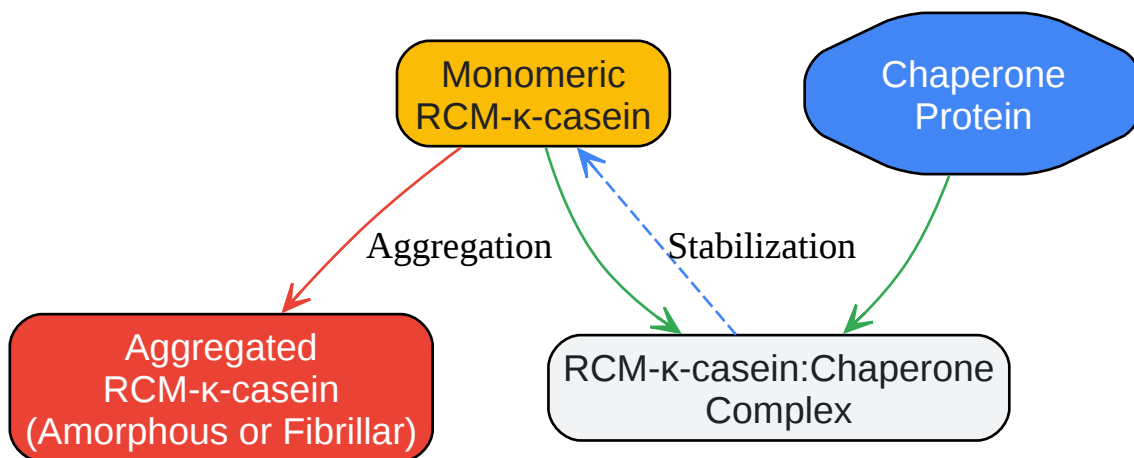 Monomeric
RCM-κ-casein
Chaperone
Protein
Aggregation
Stabilization
Aggregated
RCM-κ-casein
(Amorphous or Fibrillar)
RCM-κ-casein:Chaperone
Complex